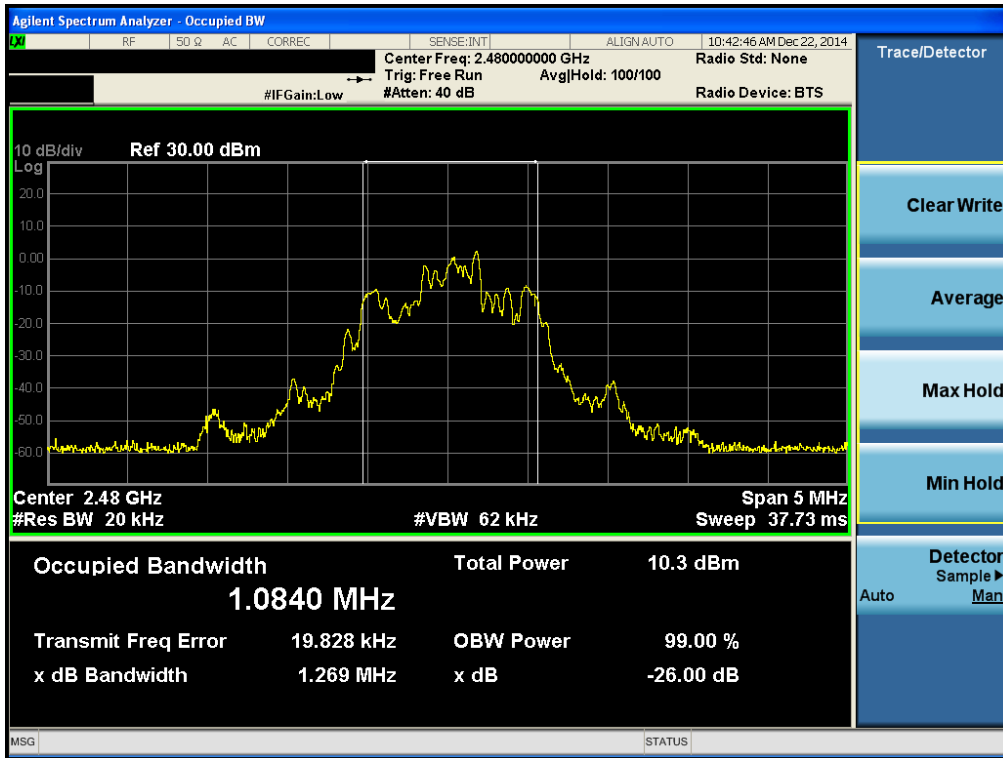 Agilent Spectrum Analyzer - Occupied BW
LXI RF 50 Ω AC CORREC SENSE:INT ALIGN AUTO 10:42:46 AM Dec 22, 2014
Center Freq: 2.480000000 GHz Radio Std: None
Trig: Free Run Avg|Hold: 100/100
#IFGain:Low #Atten: 40 dB Radio Device: BTS
10 dB/div Ref 30.00 dBm
Log
20.0
10.0
0.00
-10.0
-20.0
-30.0
-40.0
-50.0
-60.0
Center 2.48 GHz Span 5 MHz
#Res BW 20 kHz #VBW 62 kHz Sweep 37.73 ms
Occupied Bandwidth Total Power 10.3 dBm
1.0840 MHz
Transmit Freq Error 19.828 kHz OBW Power 99.00 %
x dB Bandwidth 1.269 MHz x dB -26.00 dB
MSG STATUS
Trace/Detector
Clear Write
Average
Max Hold
Min Hold
Detector
Sample
Auto Man